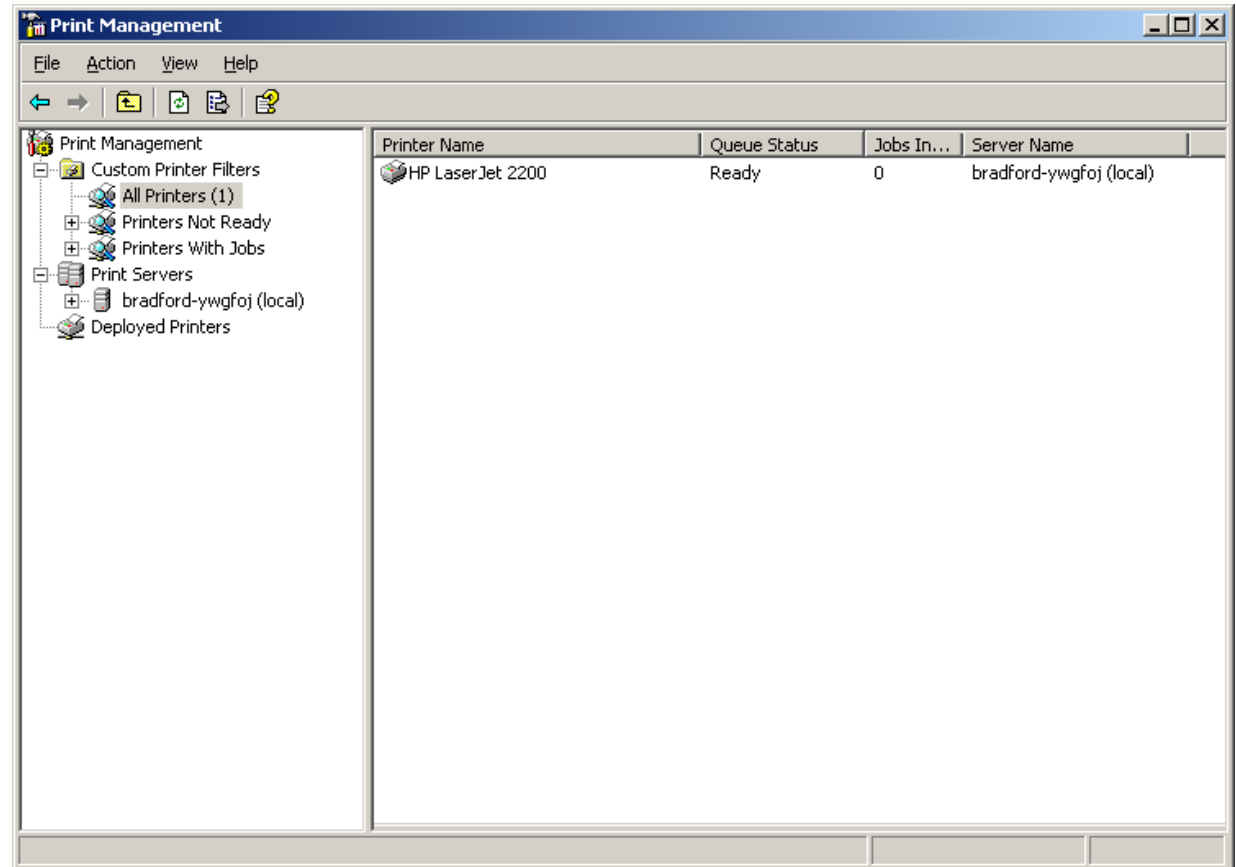 Print Management
File Action View Help
Print Management
Custom Printer Filters
All Printers (1)
Printers Not Ready
Printers With Jobs
Print Servers
bradford-ywgfoj (local)
Deployed Printers
Printer Name Queue Status Jobs In... Server Name
HP LaserJet 2200 Ready 0 bradford-ywgfoj (local)